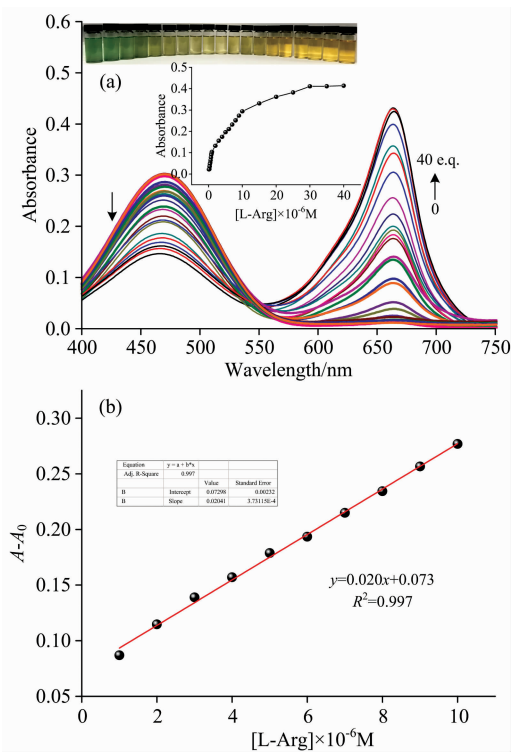 0.6
0.5
0.4
0.3
0.2
0.1
0.0
Absorbance
(a)
0.5
0.4
0.3
0.2
0.1
0.0
Absorbance
0 10 20 30 40
[L-Arg]×10⁻⁶M
40 e.q.
0
400 450 500 550 600 650 700 750
Wavelength/nm
(b)
0.30
0.25
0.20
0.15
0.10
0.05
A-A₀
Equation y = a + b*x
Adj. R-Square 0.997
Value Standard Error
B Intercept 0.07298 0.00232
B Slope 0.02041 3.73115E-4
y=0.020x+0.073
R²=0.997
0 2 4 6 8 10
[L-Arg]×10⁻⁶M